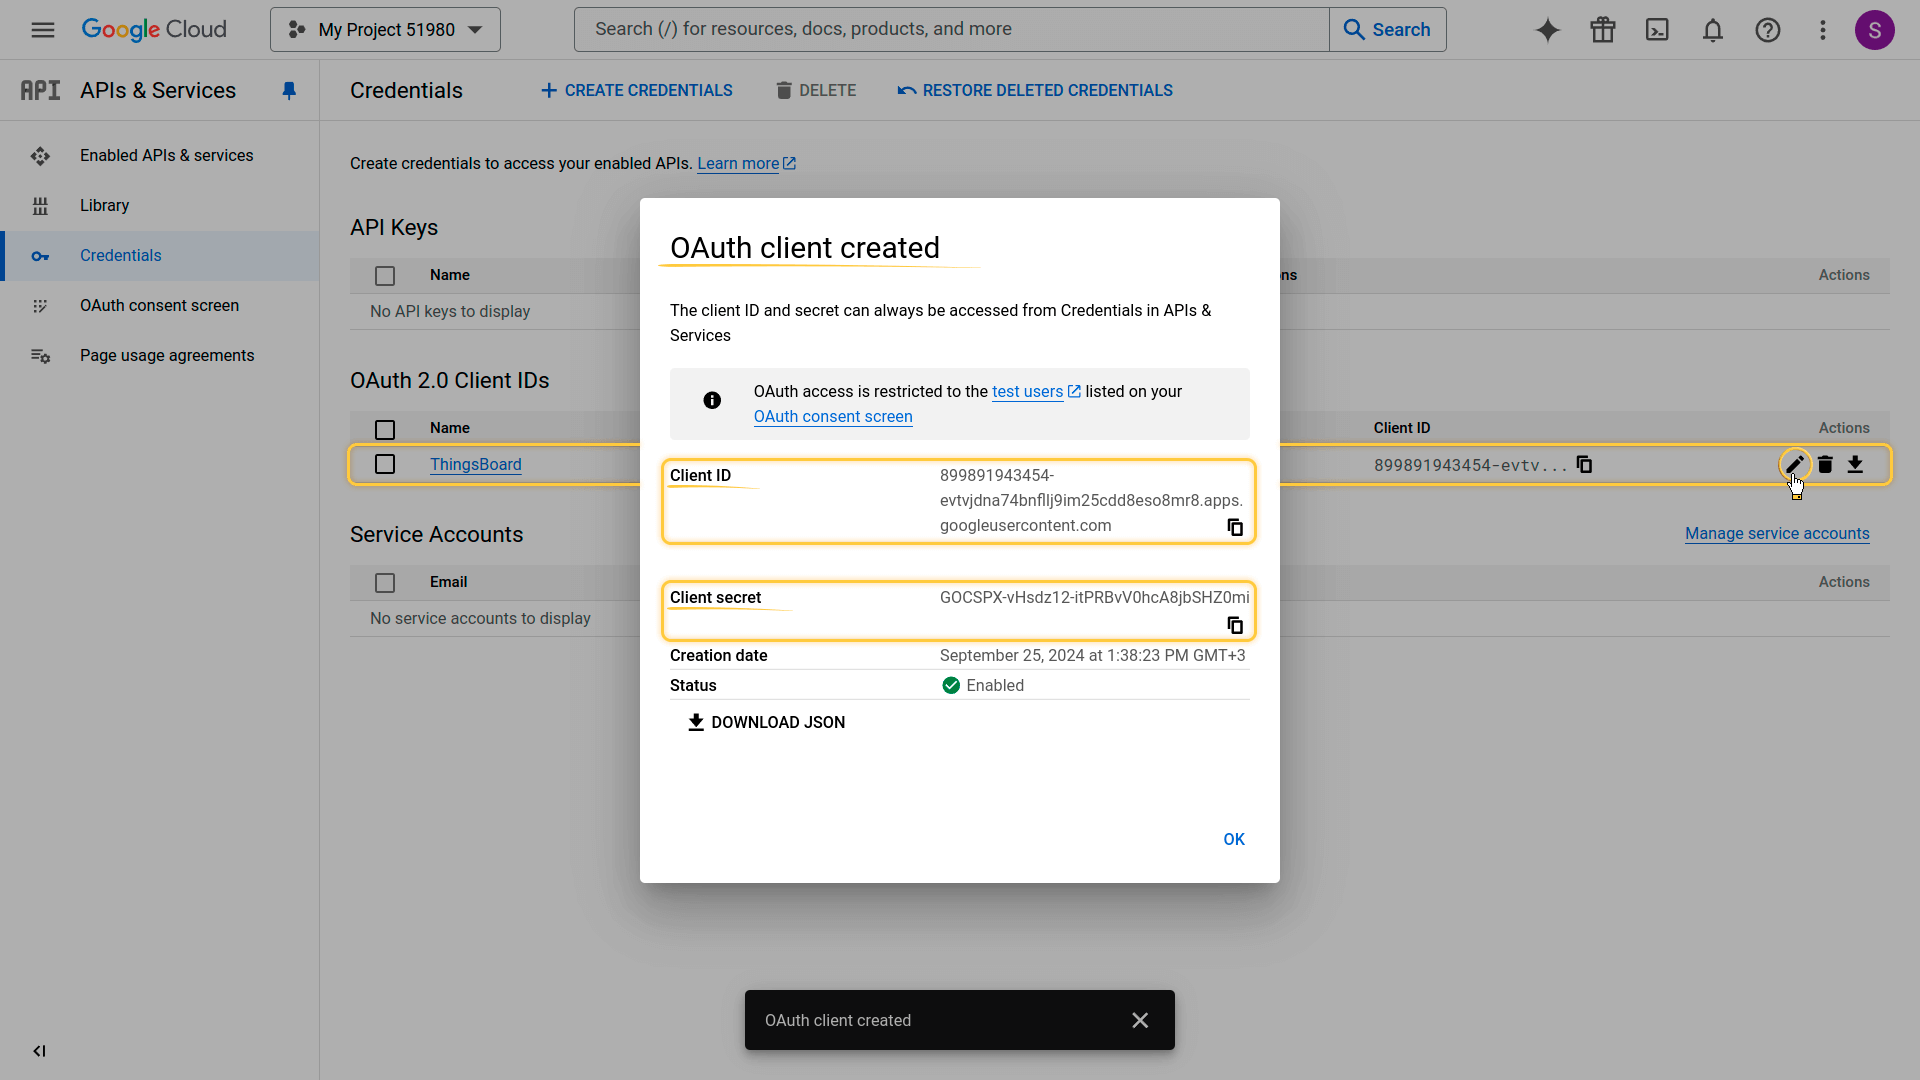 Google Cloud
My Project 51980
Search (/) for resources, docs, products, and more
Search
S
API
APIs & Services
Credentials
CREATE CREDENTIALS
DELETE
RESTORE DELETED CREDENTIALS
Enabled APIs & services
Library
Credentials
OAuth consent screen
Page usage agreements
Create credentials to access your enabled APIs. Learn more
API Keys
Name
ns
Actions
No API keys to display
OAuth 2.0 Client IDs
Name
Client ID
Actions
ThingsBoard
899891943454-evtv...
Service Accounts
Manage service accounts
Email
Actions
No service accounts to display
OAuth client created
The client ID and secret can always be accessed from Credentials in APIs &
Services
OAuth access is restricted to the test users listed on your
OAuth consent screen
Client ID
899891943454-
evtvjdna74bnfllj9im25cdd8eso8mr8.apps.
googleusercontent.com
Client secret
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
Creation date
September 25, 2024 at 1:38:23 PM GMT+3
Status
Enabled
DOWNLOAD JSON
OK
OAuth client created